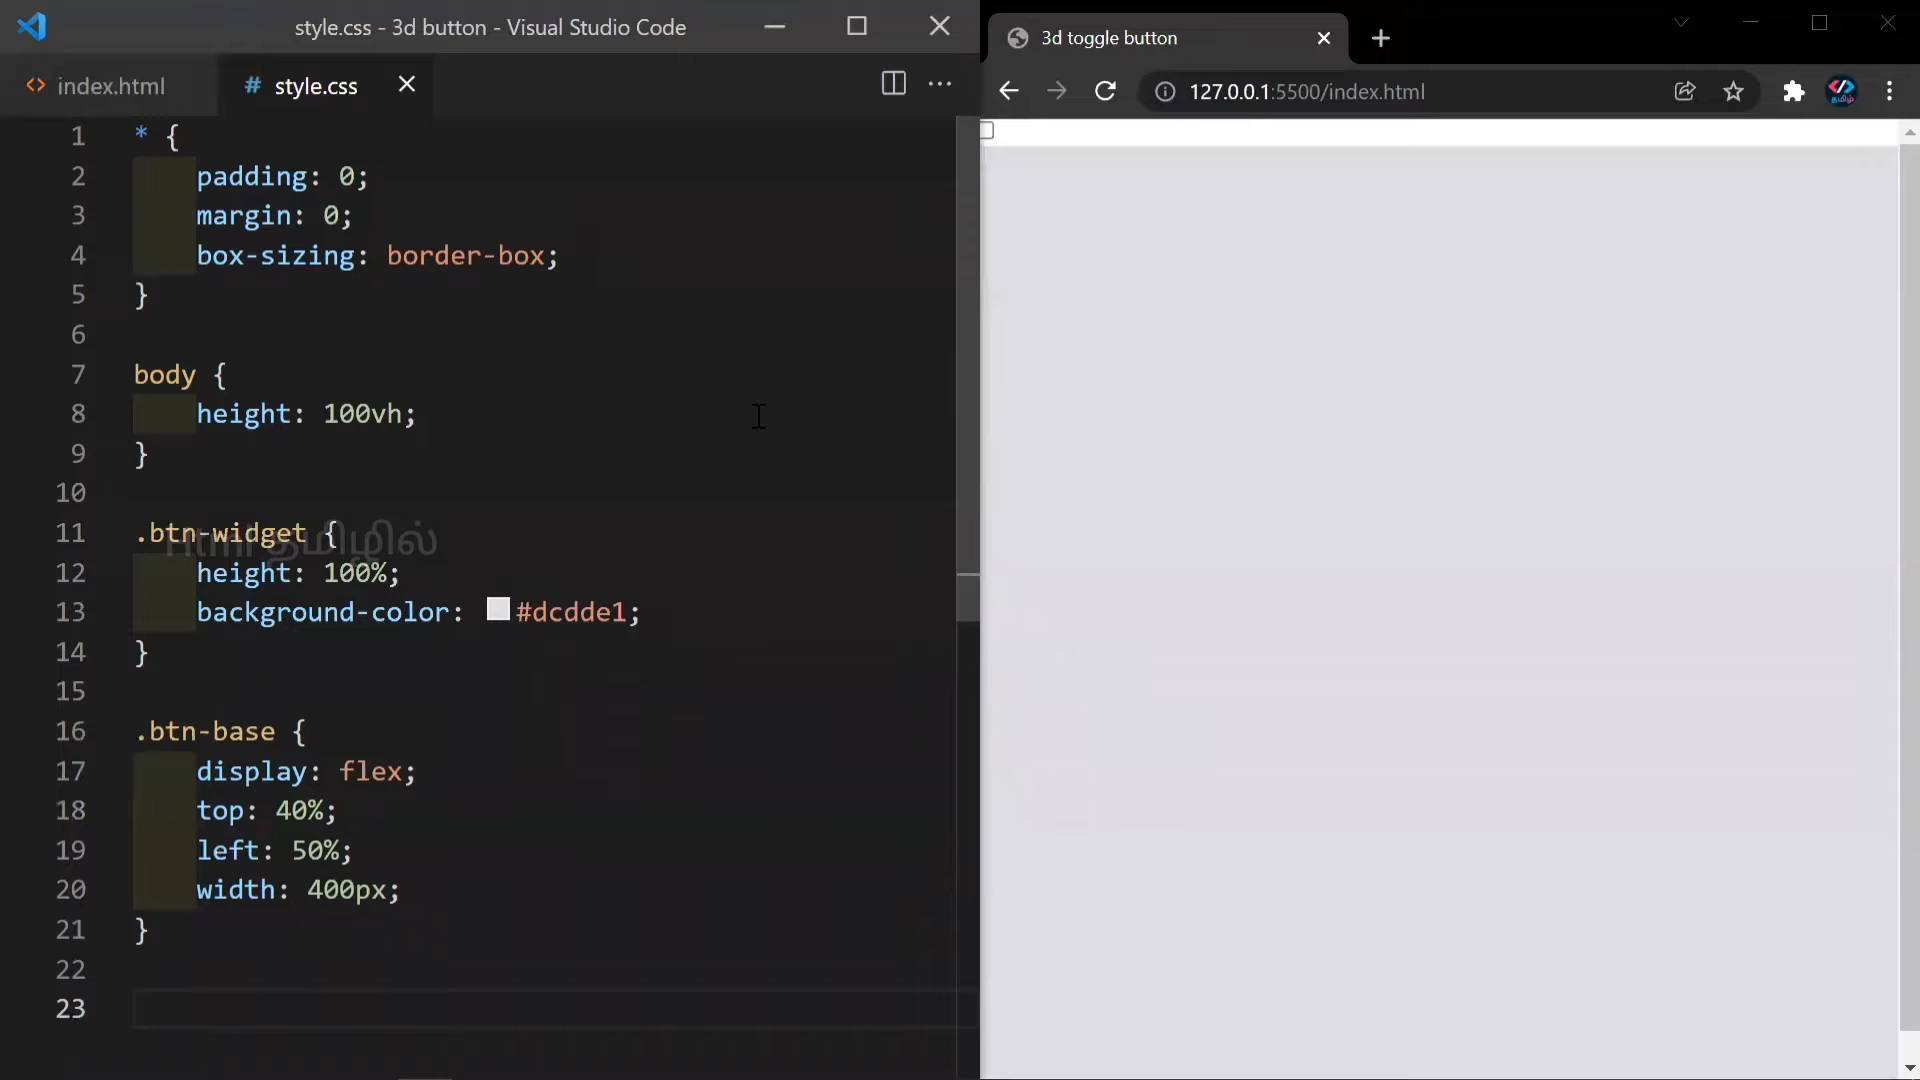 style.css - 3d button - Visual Studio Code
index.html
style.css
1 * {
2 padding: 0;
3 margin: 0;
4 box-sizing: border-box;
5 }
6
7 body {
8 height: 100vh;
9 }
10
11 .btn-widget {
Html தமிழில்
12 height: 100%;
13 background-color: #dcdde1;
14 }
15
16 .btn-base {
17 display: flex;
18 top: 40%;
19 left: 50%;
20 width: 400px;
21 }
22
23
3d toggle button
127.0.0.1:5500/index.html
தமிழ்